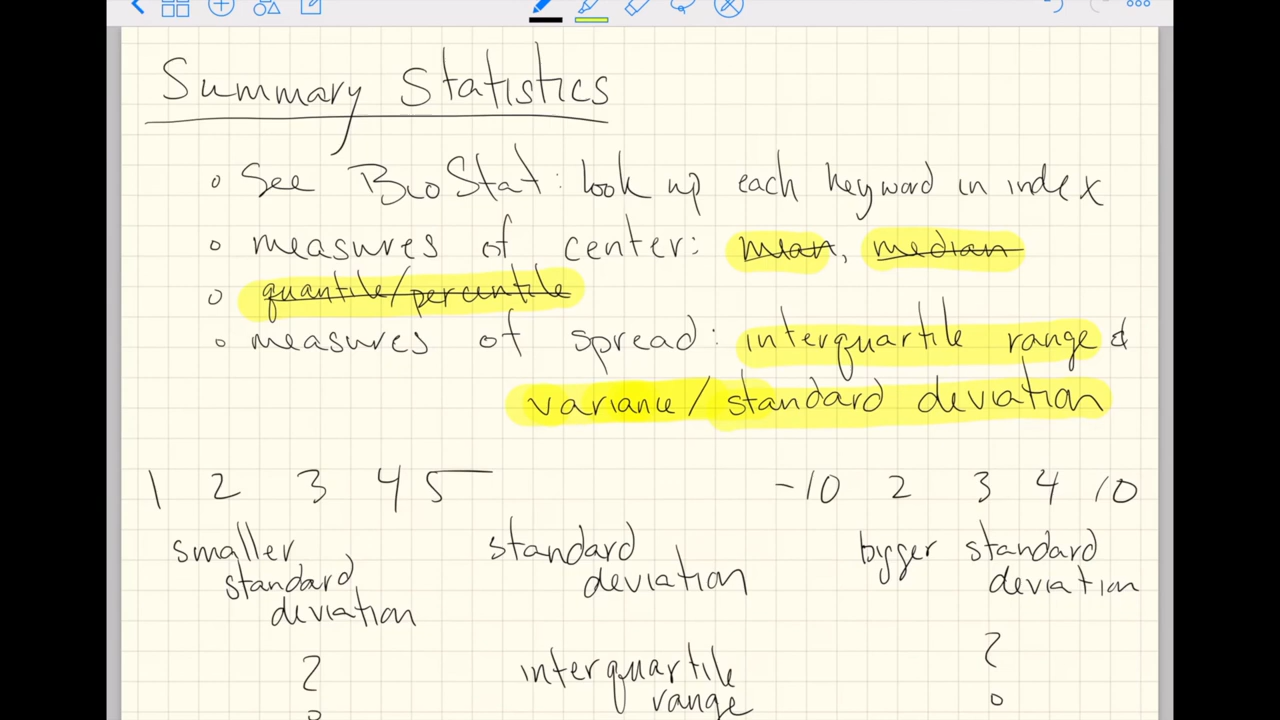 Summary Statistics
o See BioStat: look up each keyword in index
o measures of center: mean, median
o quantile/percentile
o measures of spread: interquartile range &
variance/standard deviation
1 2 3 4 5 -10 2 3 4 10
smaller standard deviation
standard deviation
bigger standard deviation
?
interquartile range
?